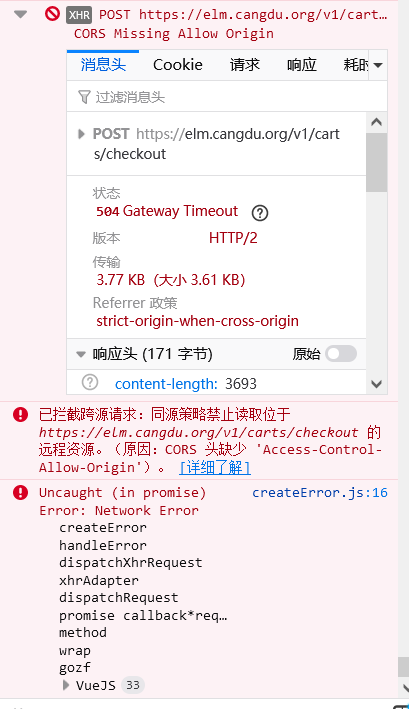 XHR POST https://elm.cangdu.org/v1/cart…
CORS Missing Allow Origin
消息头 Cookie 请求 响应 耗时
过滤消息头
POST https://elm.cangdu.org/v1/cart
s/checkout
状态
504 Gateway Timeout
版本 HTTP/2
传输
3.77 KB（大小 3.61 KB）
Referrer 政策
strict-origin-when-cross-origin
响应头 (171 字节) 原始
content-length: 3693
已拦截跨源请求：同源策略禁止读取位于
https://elm.cangdu.org/v1/carts/checkout 的
远程资源。（原因：CORS 头缺少 'Access-Control-
Allow-Origin'）。 [详细了解]
Uncaught (in promise) createError.js:16
Error: Network Error
createError
handleError
dispatchXhrRequest
xhrAdapter
dispatchRequest
promise callback*req…
method
wrap
gozf
VueJS 33